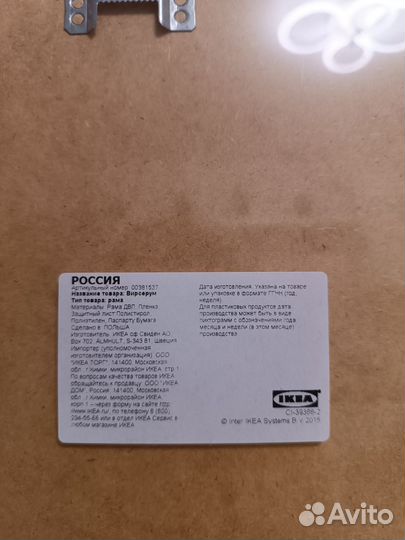 РОССИЯ
Артикульный номер: 00381537
Название товара: Вирсерум
Тип товара: рама
Материалы: Рама ДВП, Пленка
Защитный лист Полистирол,
Полиэтилен, Паспарту Бумага
Сделано в: ПОЛЬША
Изготовитель: ИКЕА оф Свиден АО,
Box 702, ÄLMHULT, S-343 81, Швеция
Импортер (уполномоченная
изготовителем организация): ООО
"ИКЕА ТОРГ", 141400, Московская
обл. г.Химки, микрорайон ИКЕА, стр.1
По вопросам качества товаров ИКЕА
обращайтесь к продавцу: ООО "ИКЕА
ДОМ", Россия, 141400, Московская
обл., г.Химки, микрорайон ИКЕА,
корп.1 – через форму на сайте http:
//www.IKEA.ru/, по телефону 8 (800)
234-55-66 или в отдел ИКЕА Сервис в
любом магазине ИКЕА
Дата изготовления: Указана на товаре
или упаковке в формате ГГНН (год,
неделя).
Для пластиковых продуктов дата
производства может быть в виде
пиктограмм с обозначениями года,
месяца и недели (в этом месяце)
производства
IKEA
CI-39386-2
© Inter IKEA Systems B.V. 2015
Avito